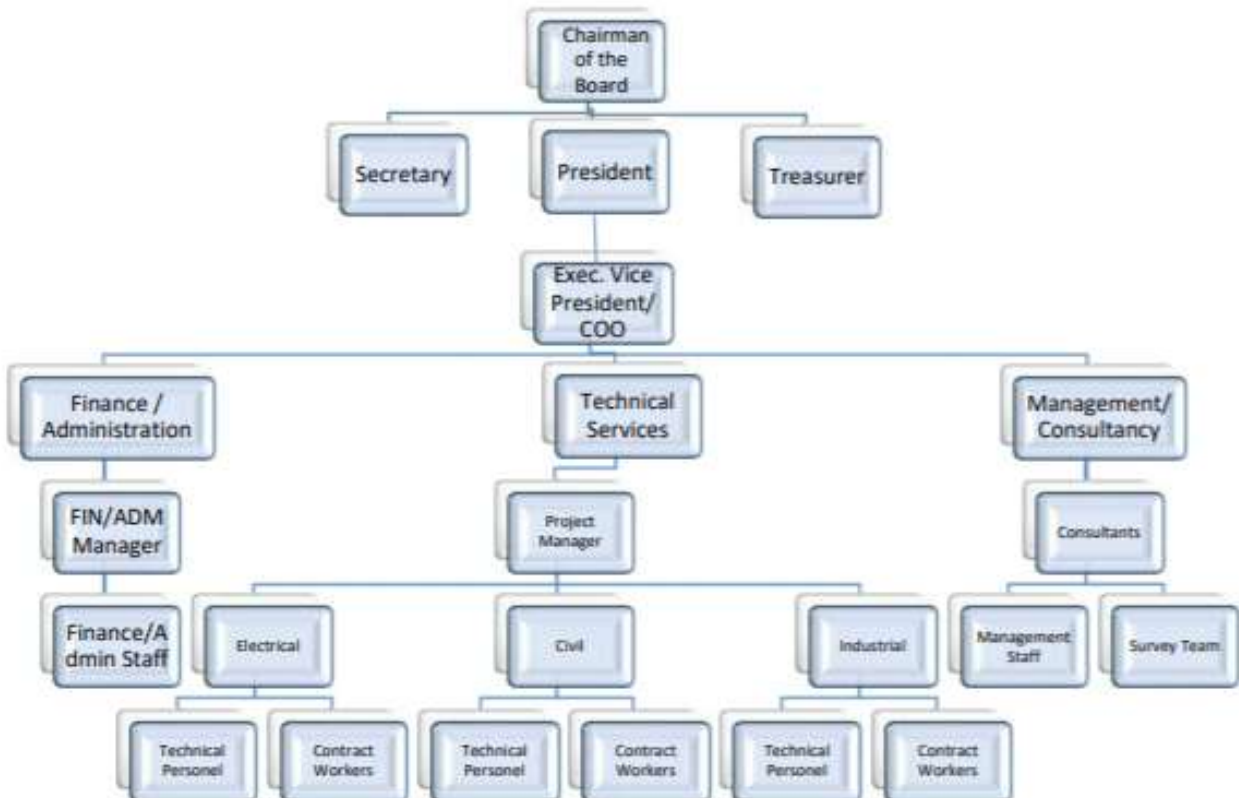 Chairman
of the
Board
Secretary
President
Treasurer
Exec. Vice
President/
COO
Finance /
Administration
Technical
Services
Management/
Consultancy
FIN/ADM
Manager
Project
Manager
Consultants
Finance/A
dmin Staff
Electrical
Civil
Industrial
Management
Staff
Survey Team
Technical
Personel
Contract
Workers
Technical
Personel
Contract
Workers
Technical
Personel
Contract
Workers